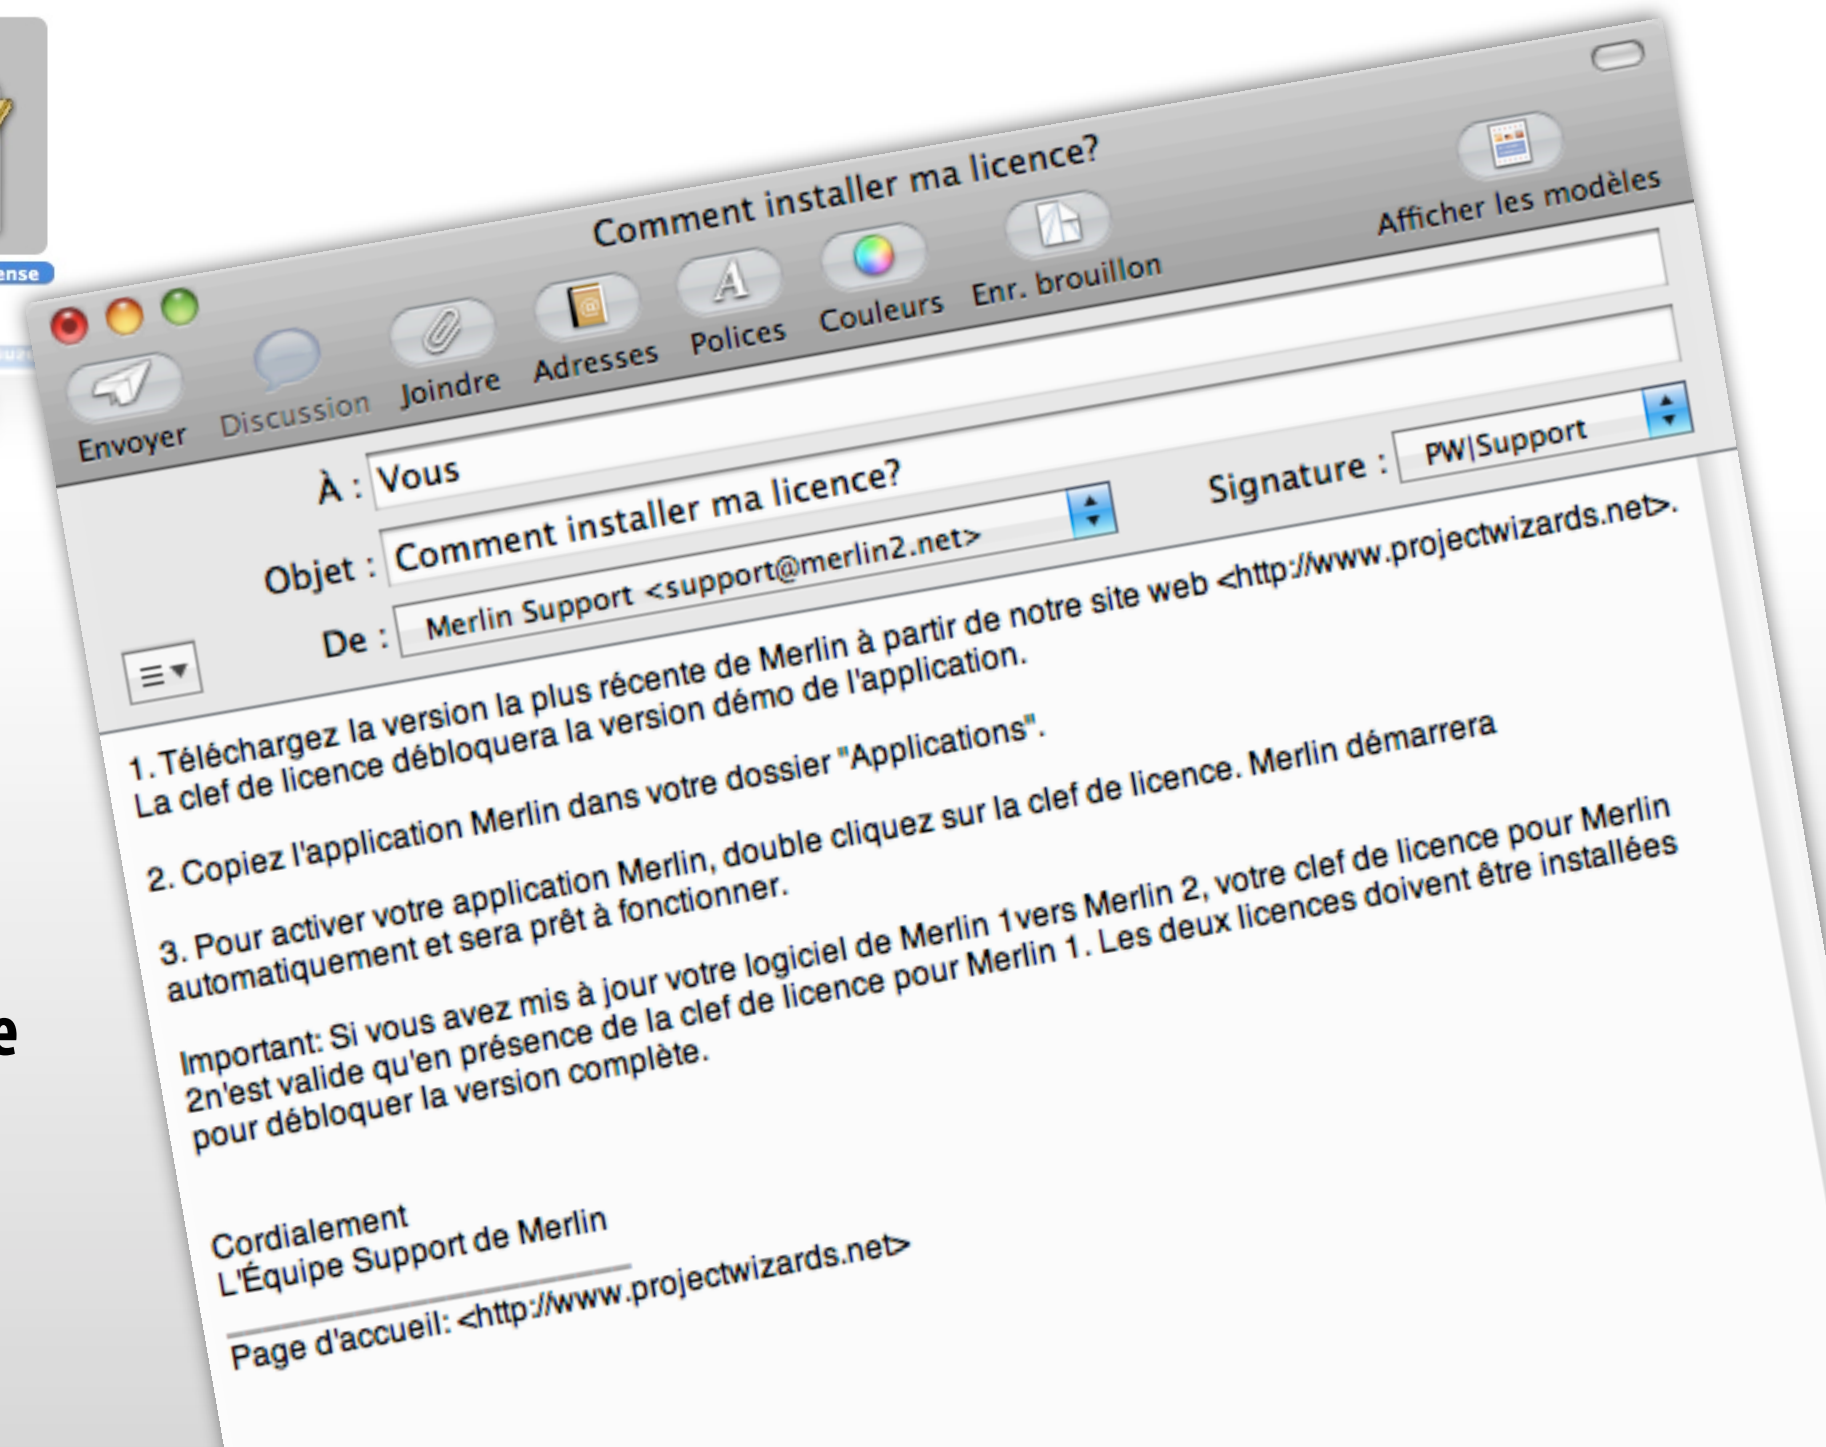 ense
Comment installer ma licence?
Envoyer
Discussion
Joindre
Adresses
Polices
Couleurs
Enr. brouillon
Afficher les modèles
À : Vous
Objet : Comment installer ma licence?
De : Merlin Support <support@merlin2.net>
Signature : PW|Support
1. Téléchargez la version la plus récente de Merlin à partir de notre site web <http://www.projectwizards.net>.
La clef de licence débloquera la version démo de l'application.
2. Copiez l'application Merlin dans votre dossier "Applications".
3. Pour activer votre application Merlin, double cliquez sur la clef de licence. Merlin démarrera
automatiquement et sera prêt à fonctionner.
Important: Si vous avez mis à jour votre logiciel de Merlin 1vers Merlin 2, votre clef de licence pour Merlin
2n'est valide qu'en présence de la clef de licence pour Merlin 1. Les deux licences doivent être installées
pour débloquer la version complète.
Cordialement
L'Équipe Support de Merlin
Page d'accueil: <http://www.projectwizards.net>
e